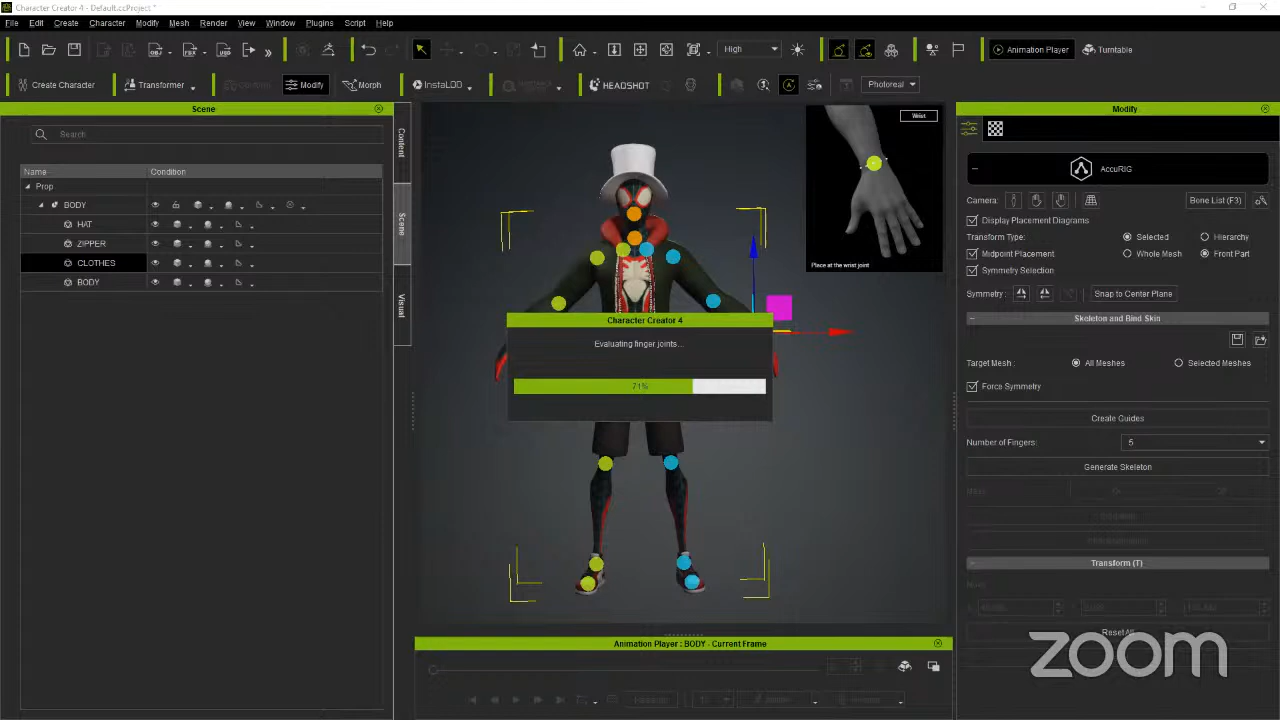 Character Creator 4 - Default.ccProject *
File Edit Create Character Modify Mesh Render View Window Plugins Script Help
High
Animation Player
Turntable
Create Character
Transformer
Modify
Morph
InstaLOD
HEADSHOT
Photoreal
Scene
Modify
Search
Name
Condition
Prop
BODY
HAT
ZIPPER
CLOTHES
BODY
Content
Scene
Visual
Wrist
Place at the wrist joint
Character Creator 4
Evaluating finger joints...
71%
AccuRIG
Camera:
Bone List (F3)
Display Placement Diagrams
Transform Type:
Selected
Hierarchy
Midpoint Placement
Whole Mesh
Front Part
Symmetry Selection
Symmetry:
Snap to Center Plane
Skeleton and Bind Skin
Target Mesh :
All Meshes
Selected Meshes
Force Symmetry
Create Guides
Number of Fingers:
5
Generate Skeleton
Transform (T)
Move
Reset All
Animation Player : BODY - Current Frame
zoom